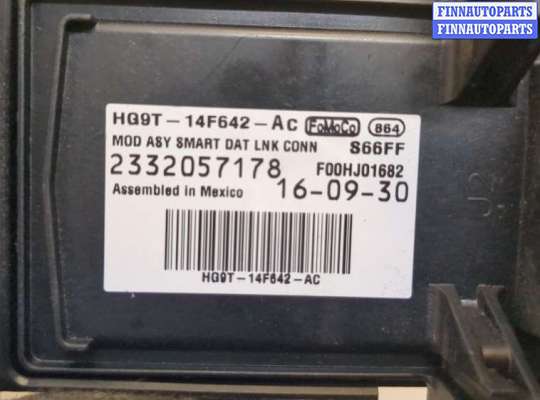 FINNAUTOPARTS
FINNAUTOPARTS
HG9T-14F642-AC FoMoCo 864
MOD ASY SMART DAT LNK CONN S66FF
2332057178 F00HJ01682
Assembled in Mexico 16-09-30
HG9T-14F642-AC